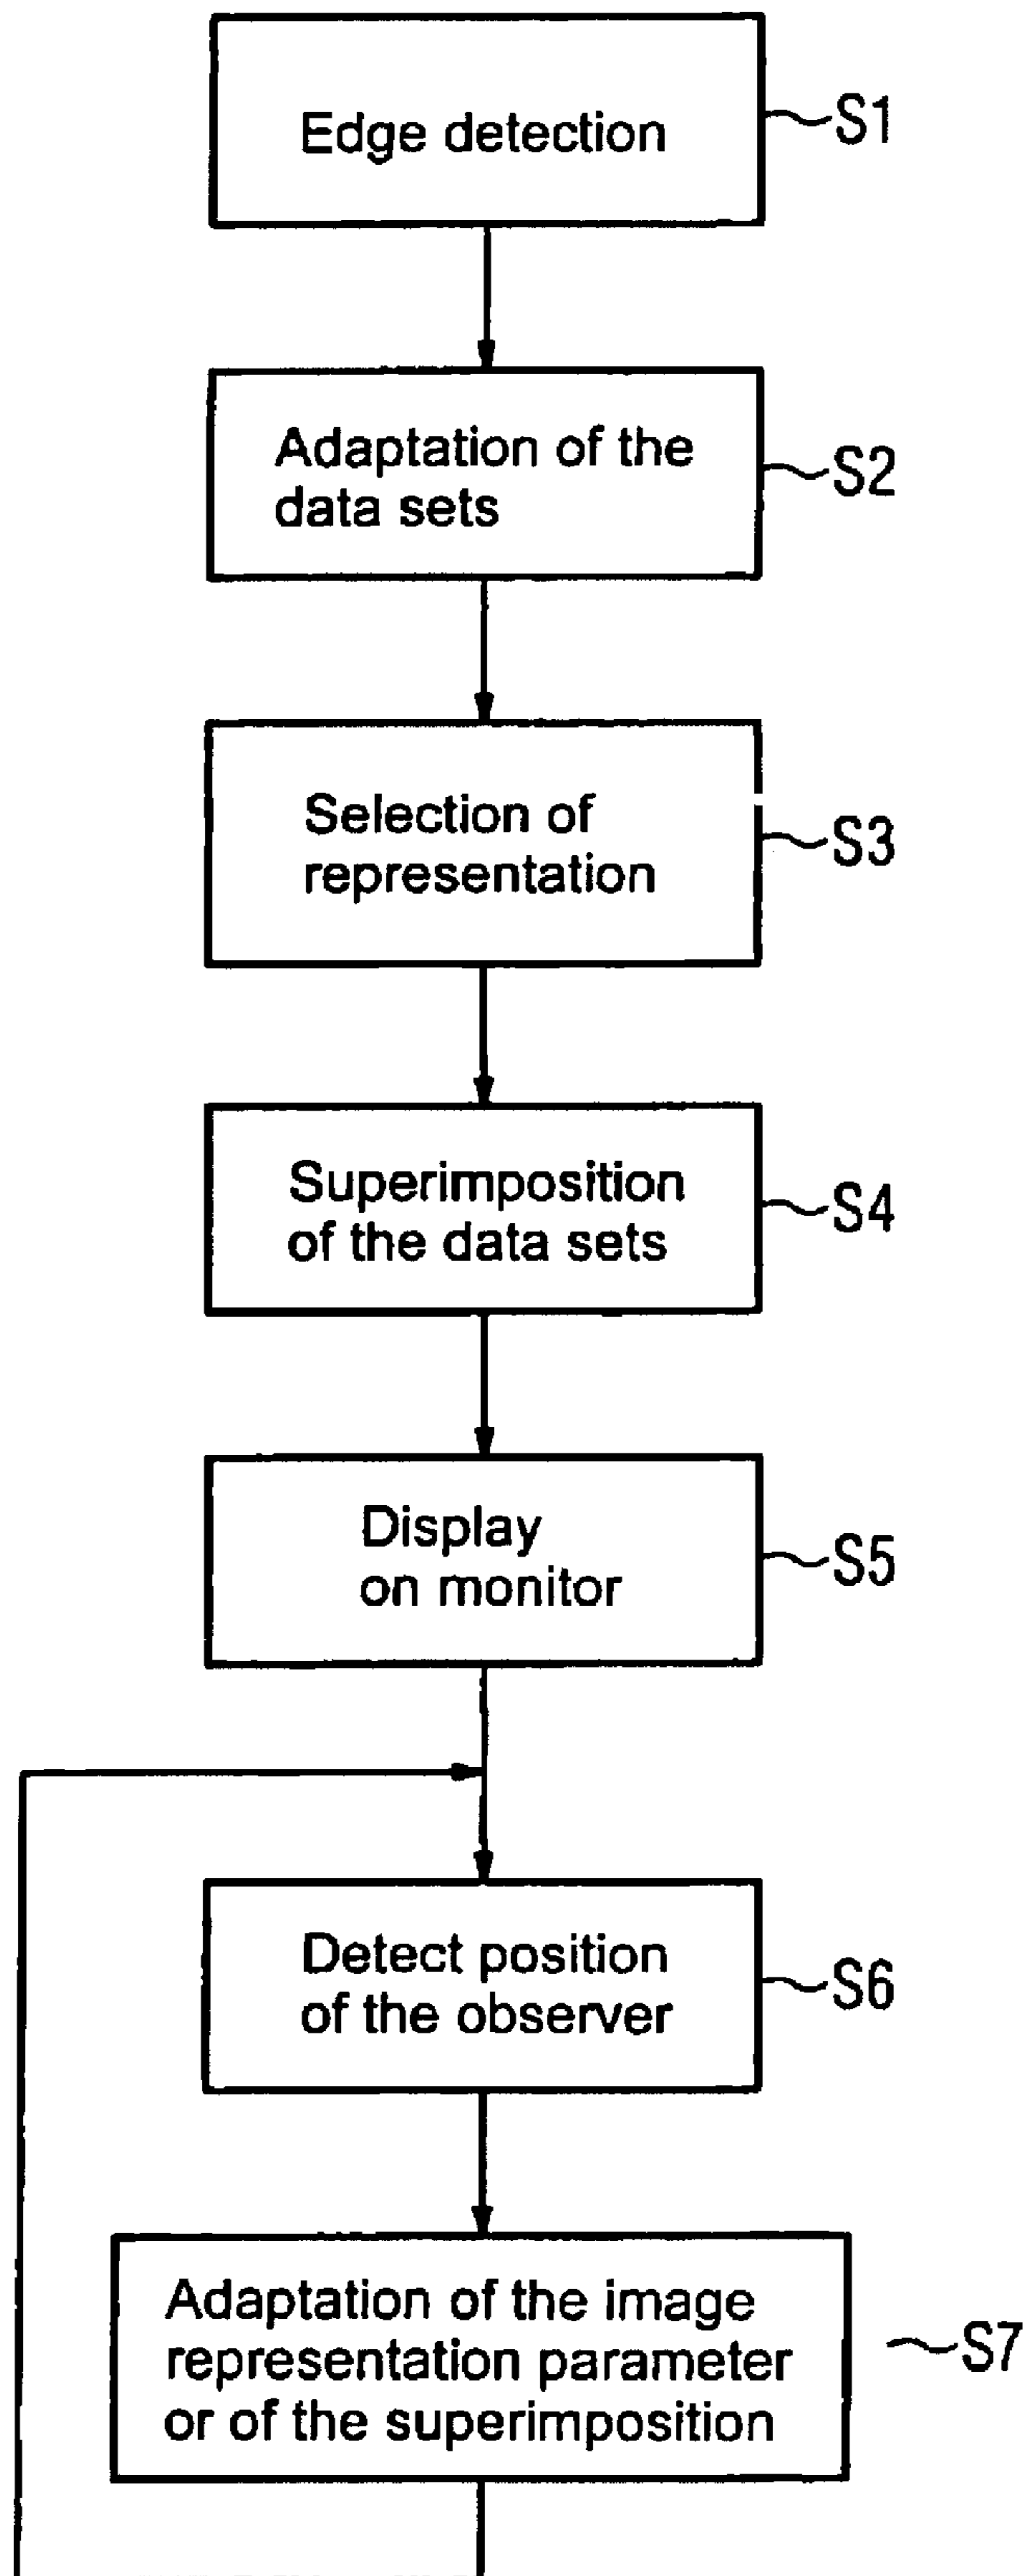 Edge detection
S1
Adaptation of the
data sets
S2
Selection of
representation
S3
Superimposition
of the data sets
S4
Display
on monitor
S5
Detect position
of the observer
S6
Adaptation of the image
representation parameter
or of the superimposition
S7